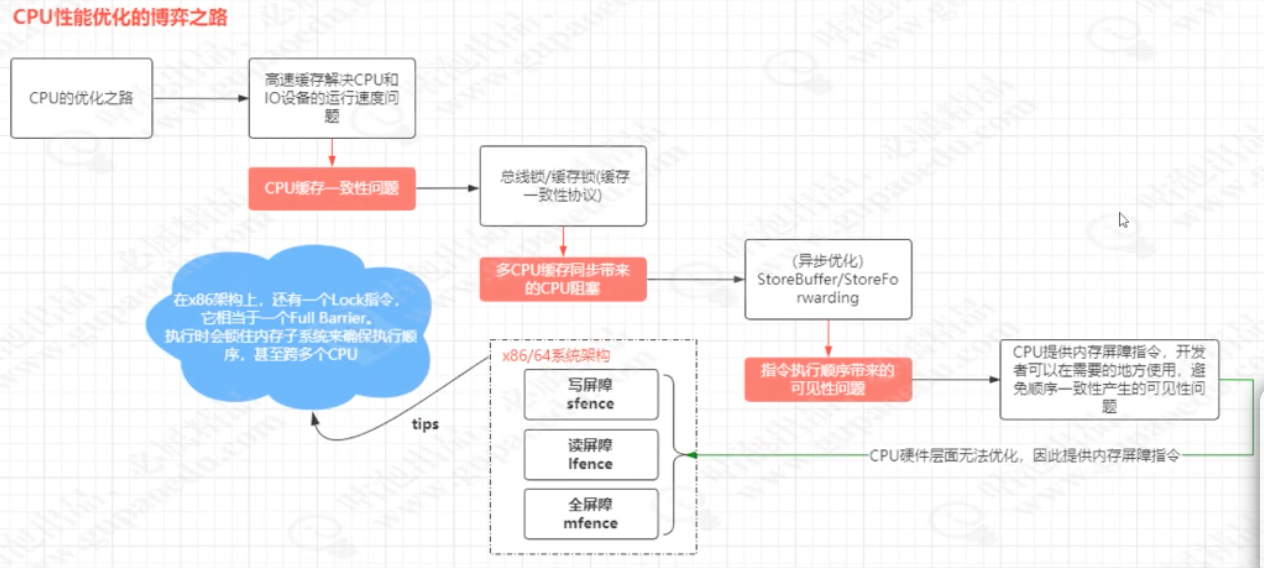 CPU性能优化的博弈之路
CPU的优化之路
高速缓存解决CPU和
IO设备的运行速度问
题
CPU缓存一致性问题
总线锁/缓存锁(缓存
一致性协议)
多CPU缓存同步带来
的CPU阻塞
(异步优化)
StoreBuffer/StoreFo
rwarding
指令执行顺序带来的
可见性问题
CPU提供内存屏障指令，开发
者可以在需要的地方使用，避
免顺序一致性产生的可见性问
题
CPU硬件层面无法优化，因此提供内存屏障指令
x86/64系统架构
写屏障
sfence
读屏障
lfence
全屏障
mfence
tips
在x86架构上，还有一个Lock指令，
它相当于一个Full Barrier。
执行时会锁住内存子系统来确保执行顺
序，甚至跨多个CPU